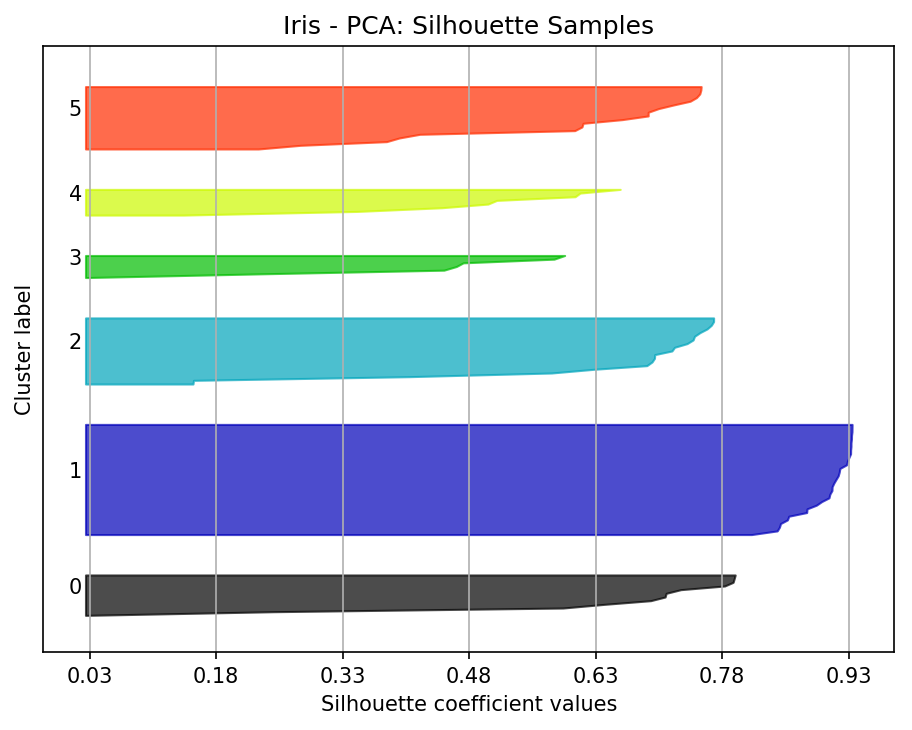 Iris - PCA: Silhouette Samples
Cluster label
5
4
3
2
1
0
0.03 0.18 0.33 0.48 0.63 0.78 0.93
Silhouette coefficient values